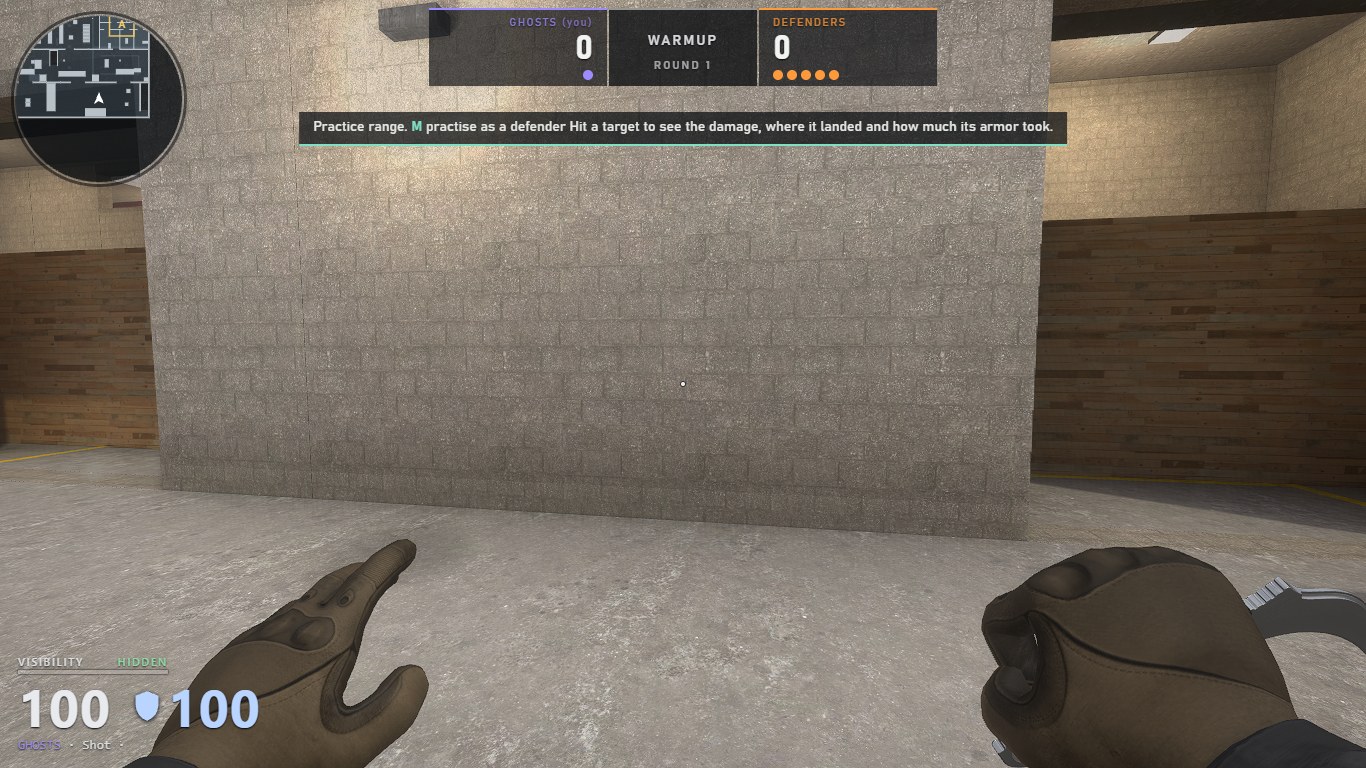 A
GHOSTS (you)
0
WARMUP
ROUND 1
DEFENDERS
0
Practice range. M practise as a defender Hit a target to see the damage, where it landed and how much its armor took.
VISIBILITY HIDDEN
100 100
GHOSTS · Shot ·